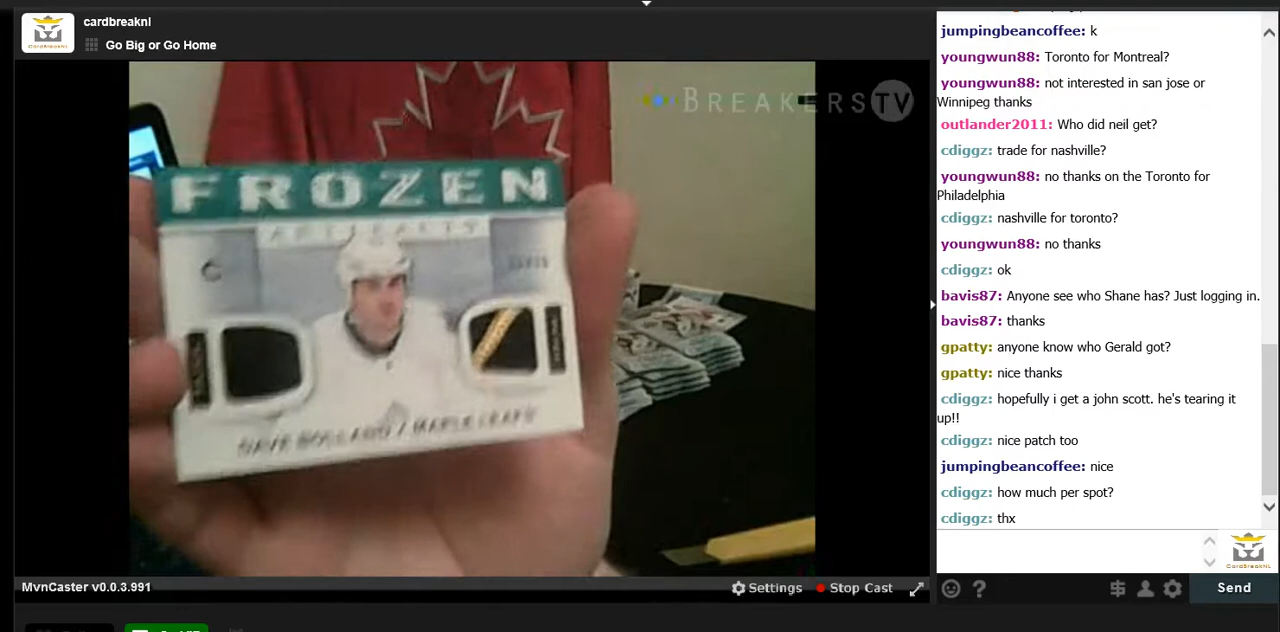 cardbreaknl
Go Big or Go Home
BREAKERSTV
FROZEN
ARTIFACTS
C
DAVE BOLLAND / MAPLE LEAFS
MvnCaster v0.0.3.991
Settings
Stop Cast
jumpingbeancoffee: k
youngwun88: Toronto for Montreal?
youngwun88: not interested in san jose or
Winnipeg thanks
outlander2011: Who did neil get?
cdiggz: trade for nashville?
youngwun88: no thanks on the Toronto for
Philadelphia
cdiggz: nashville for toronto?
youngwun88: no thanks
cdiggz: ok
bavis87: Anyone see who Shane has? Just logging in.
bavis87: thanks
gpatty: anyone know who Gerald got?
gpatty: nice thanks
cdiggz: hopefully i get a john scott. he's tearing it
up!!
cdiggz: nice patch too
jumpingbeancoffee: nice
cdiggz: how much per spot?
cdiggz: thx
CardBreakNL
Send